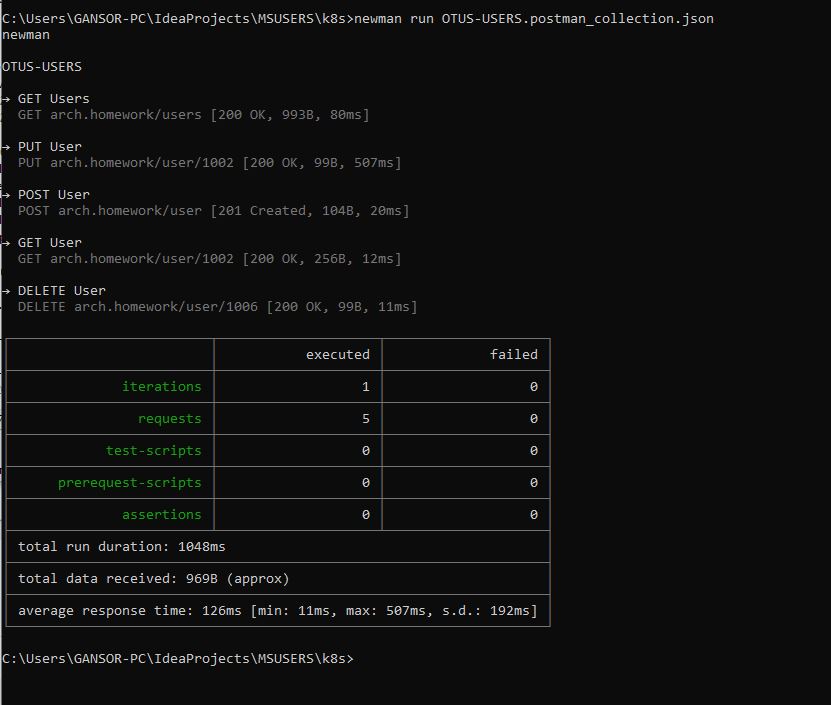 C:\Users\GANSOR-PC\IdeaProjects\MSUSERS\k8s>newman run OTUS-USERS.postman_collection.json
newman
OTUS-USERS
→ GET Users
GET arch.homework/users [200 OK, 993B, 80ms]
→ PUT User
PUT arch.homework/user/1002 [200 OK, 99B, 507ms]
→ POST User
POST arch.homework/user [201 Created, 104B, 20ms]
→ GET User
GET arch.homework/user/1002 [200 OK, 256B, 12ms]
→ DELETE User
DELETE arch.homework/user/1006 [200 OK, 99B, 11ms]
executed failed
iterations 1 0
requests 5 0
test-scripts 0 0
prerequest-scripts 0 0
assertions 0 0
total run duration: 1048ms
total data received: 969B (approx)
average response time: 126ms [min: 11ms, max: 507ms, s.d.: 192ms]
C:\Users\GANSOR-PC\IdeaProjects\MSUSERS\k8s>